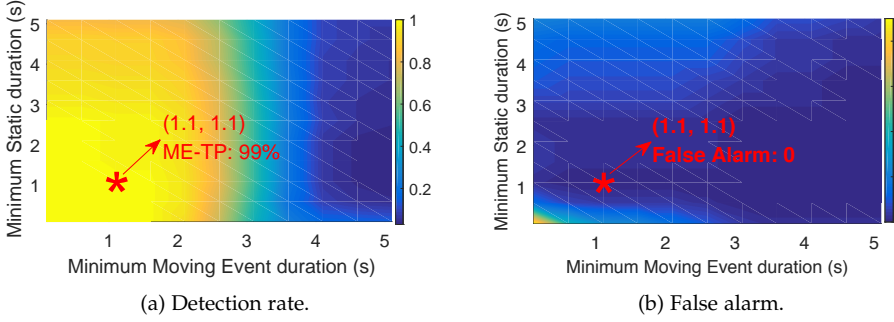 Minimum Static duration (s)
5
4
3
2
1
1 2 3 4 5
Minimum Moving Event duration (s)
(1.1, 1.1)
ME-TP: 99%
*
1
0.8
0.6
0.4
0.2
(a) Detection rate.
Minimum Static duration (s)
5
4
3
2
1
1 2 3 4 5
Minimum Moving Event duration (s)
(1.1, 1.1)
False Alarm: 0
*
(b) False alarm.